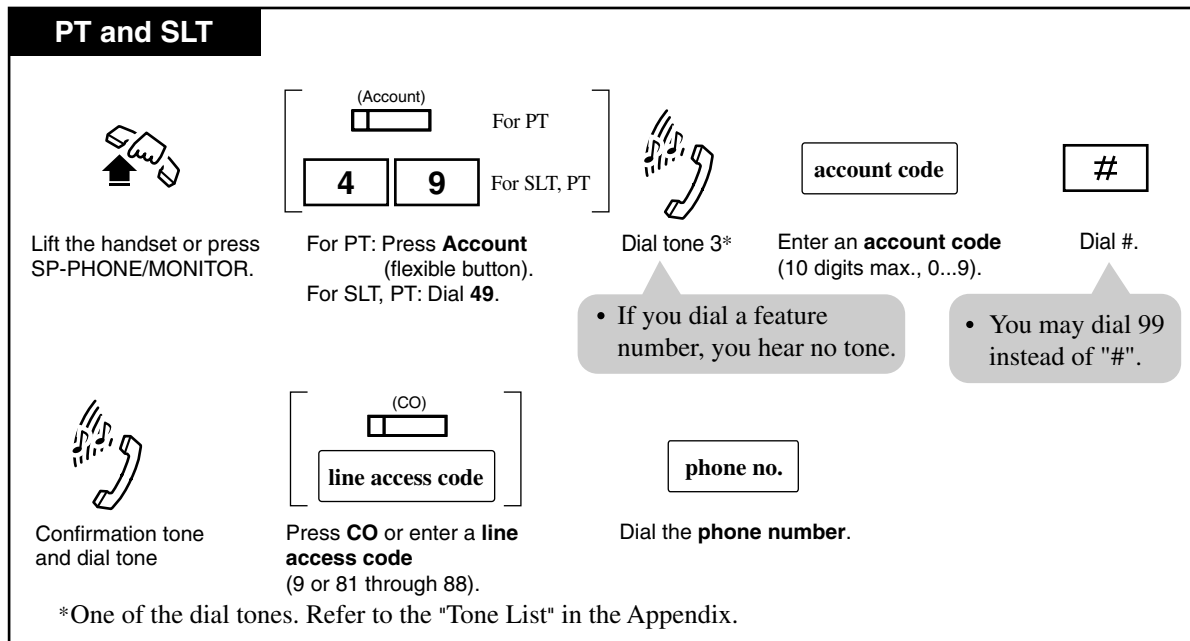 PT and SLT
(Account)
For PT
4 9 For SLT, PT
account code
#
Lift the handset or press
SP-PHONE/MONITOR.
For PT: Press Account
(flexible button).
For SLT, PT: Dial 49.
Dial tone 3*
Enter an account code
(10 digits max., 0...9).
Dial #.
• If you dial a feature
number, you hear no tone.
• You may dial 99
instead of "#".
(CO)
line access code
phone no.
Confirmation tone
and dial tone
Press CO or enter a line
access code
(9 or 81 through 88).
Dial the phone number.
*One of the dial tones. Refer to the "Tone List" in the Appendix.